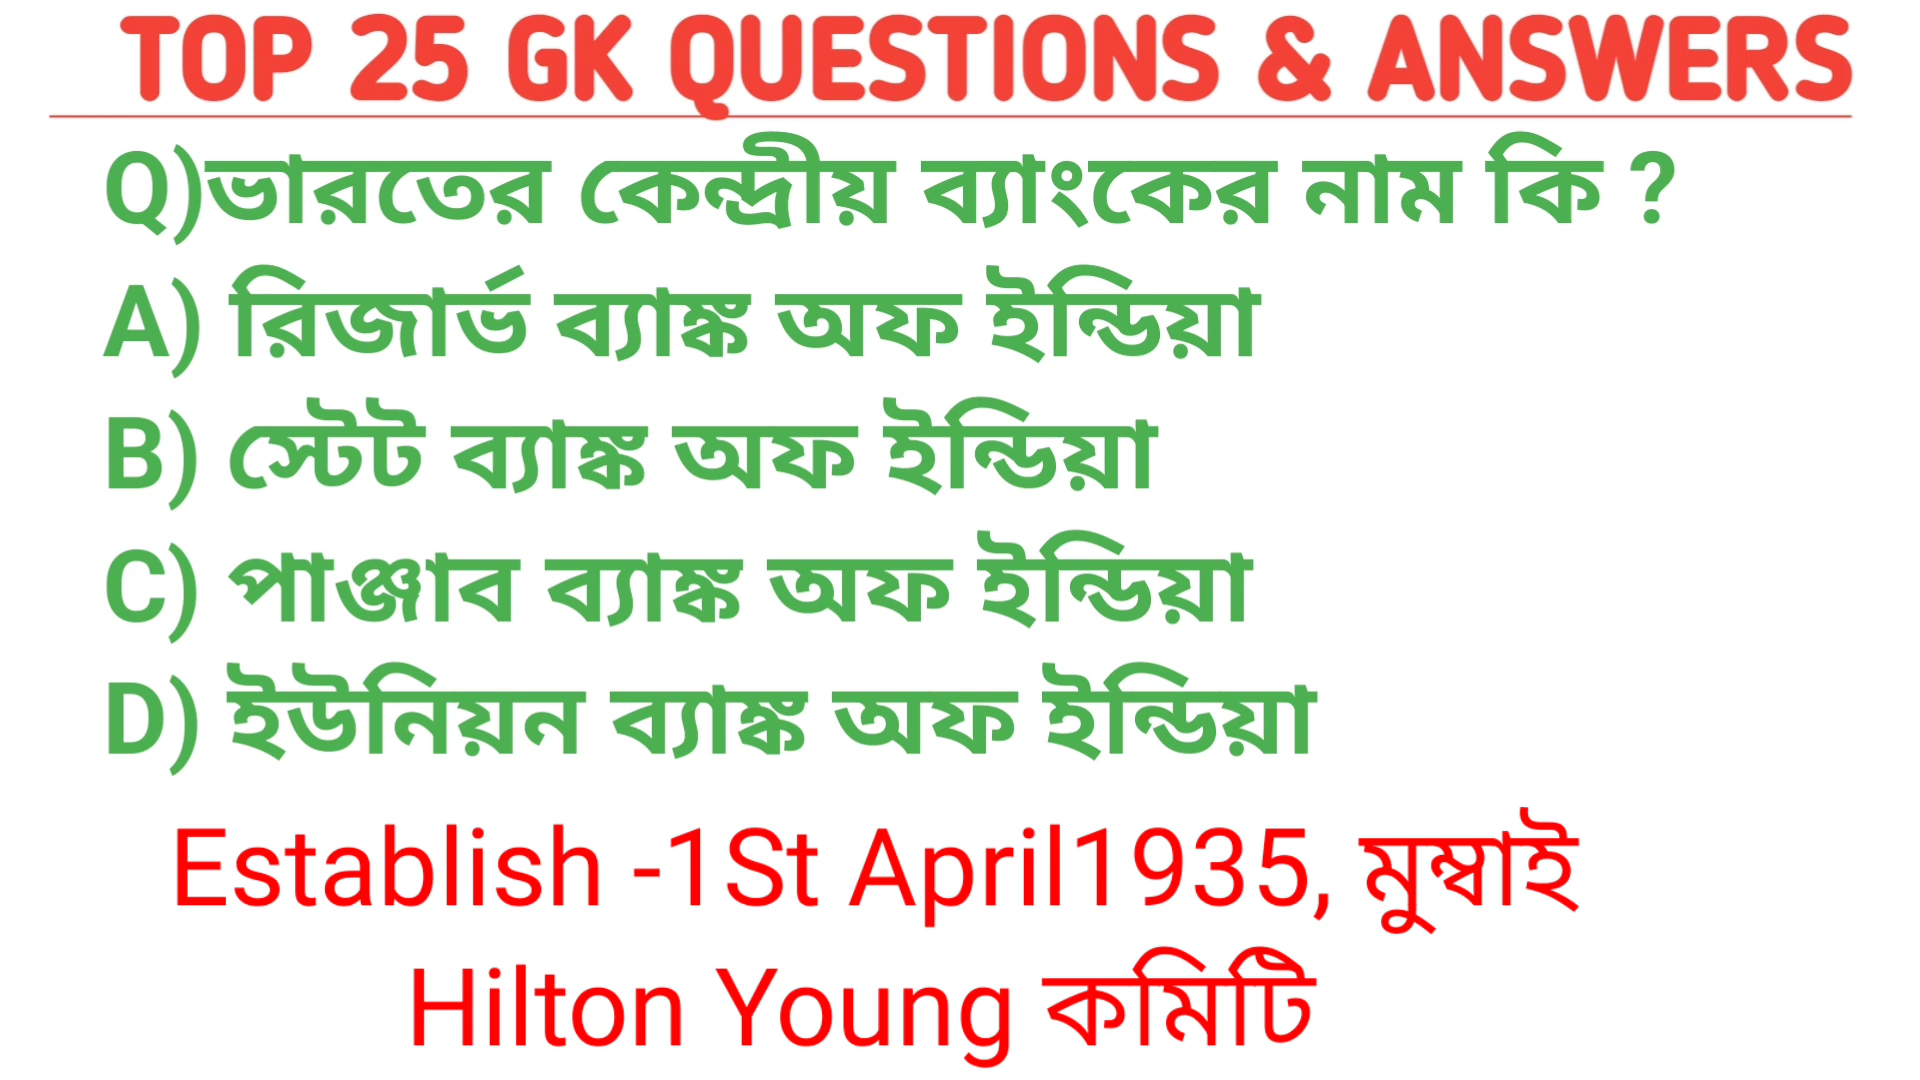 TOP 25 GK QUESTIONS & ANSWERS
Q)ভারতের কেন্দ্রীয় ব্যাংকের নাম কি ?
A) রিজার্ভ ব্যাঙ্ক অফ ইন্ডিয়া
B) স্টেট ব্যাঙ্ক অফ ইন্ডিয়া
C) পাঞ্জাব ব্যাঙ্ক অফ ইন্ডিয়া
D) ইউনিয়ন ব্যাঙ্ক অফ ইন্ডিয়া
Establish -1St April1935, মুম্বাই
Hilton Young কমিটি